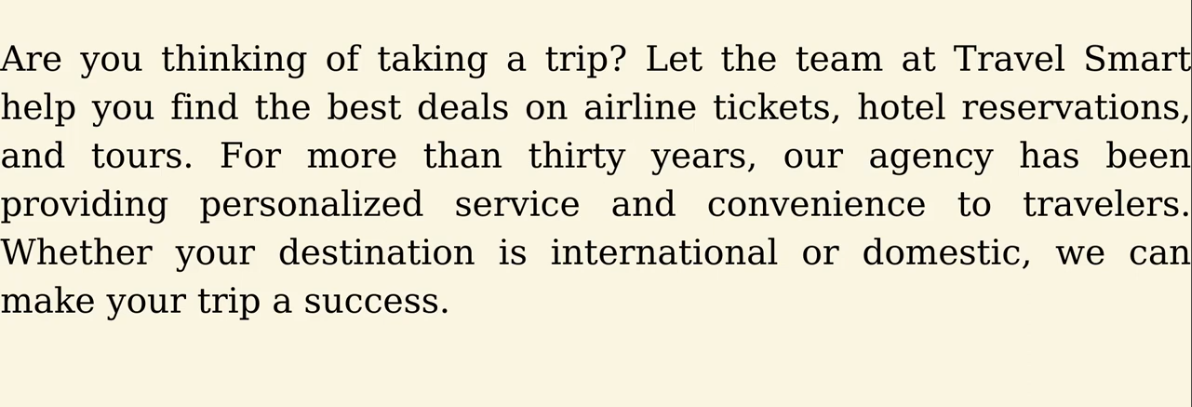 Are you thinking of taking a trip? Let the team at Travel Smart
help you find the best deals on airline tickets, hotel reservations,
and tours. For more than thirty years, our agency has been
providing personalized service and convenience to travelers.
Whether your destination is international or domestic, we can
make your trip a success.